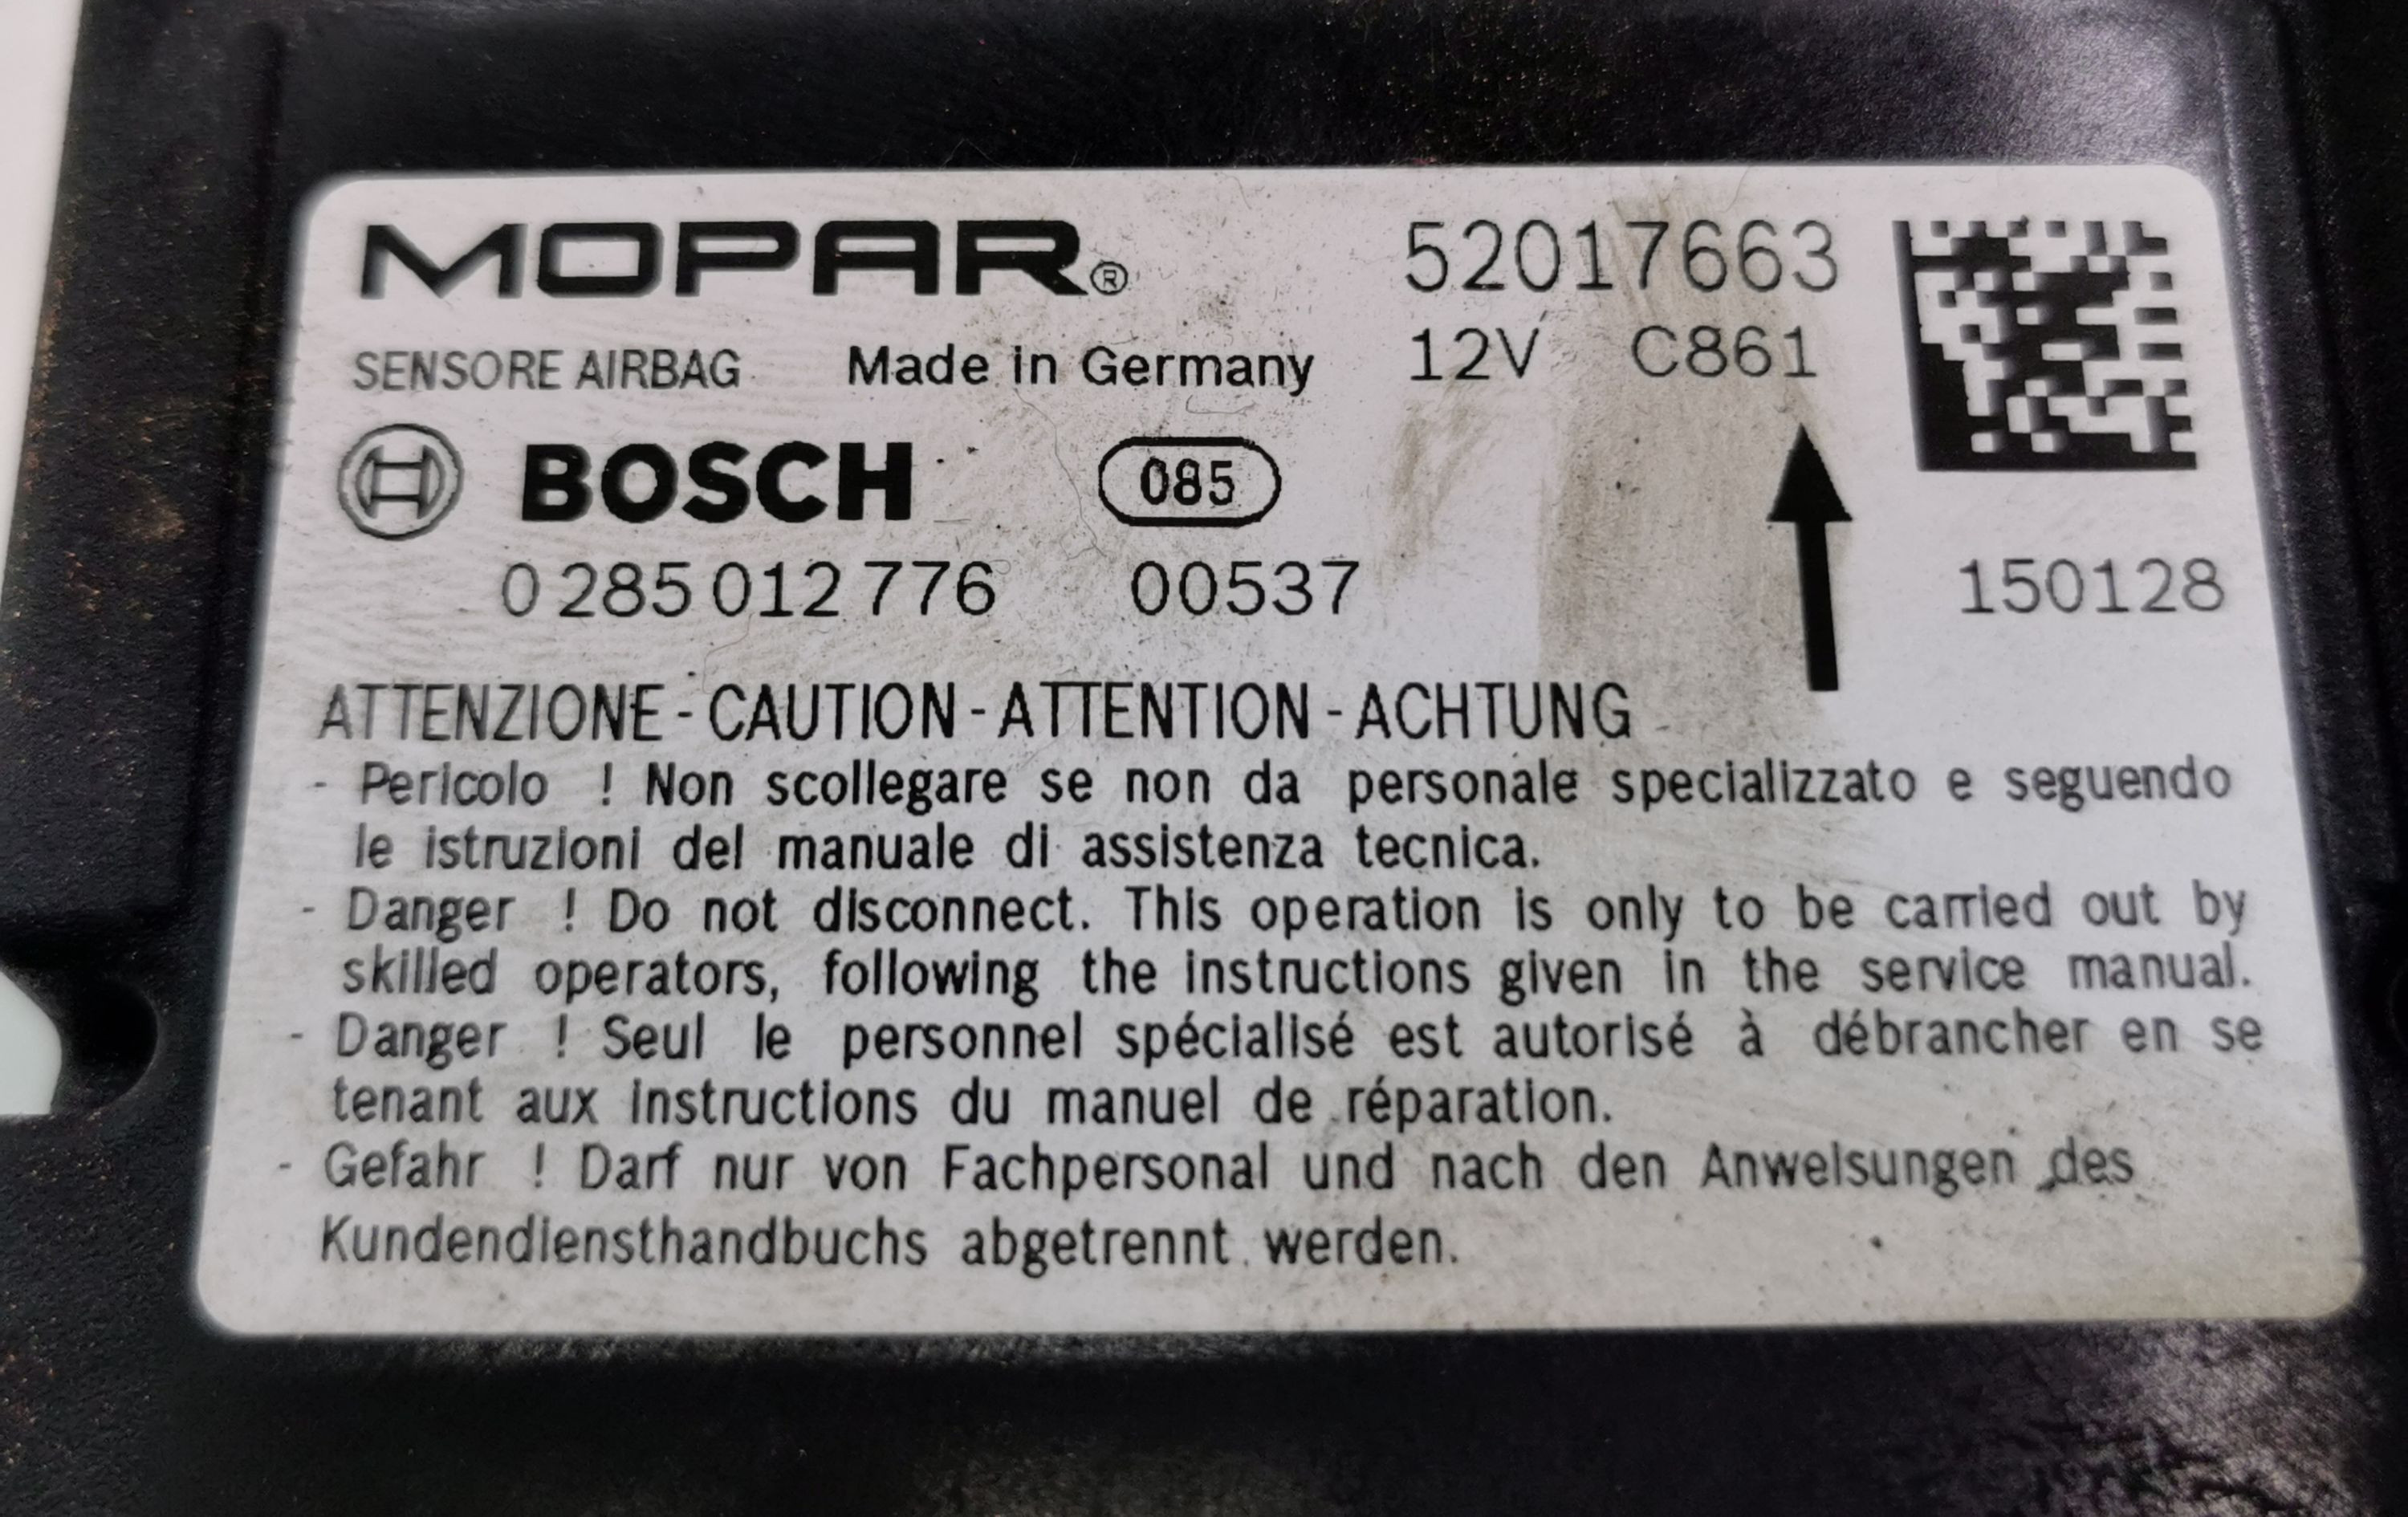 MOPAR® 52017663
SENSORE AIRBAG Made in Germany 12V C861
BOSCH 085
0 285 012 776 00537 150128
ATTENZIONE - CAUTION - ATTENTION - ACHTUNG
- Pericolo ! Non scollegare se non da personale specializzato e seguendo
le istruzioni del manuale di assistenza tecnica.
- Danger ! Do not disconnect. This operation is only to be carried out by
skilled operators, following the instructions given in the service manual.
- Danger ! Seul le personnel spécialisé est autorisé à débrancher en se
tenant aux instructions du manuel de réparation.
- Gefahr ! Darf nur von Fachpersonal und nach den Anweisungen des
Kundendiensthandbuchs abgetrennt werden.